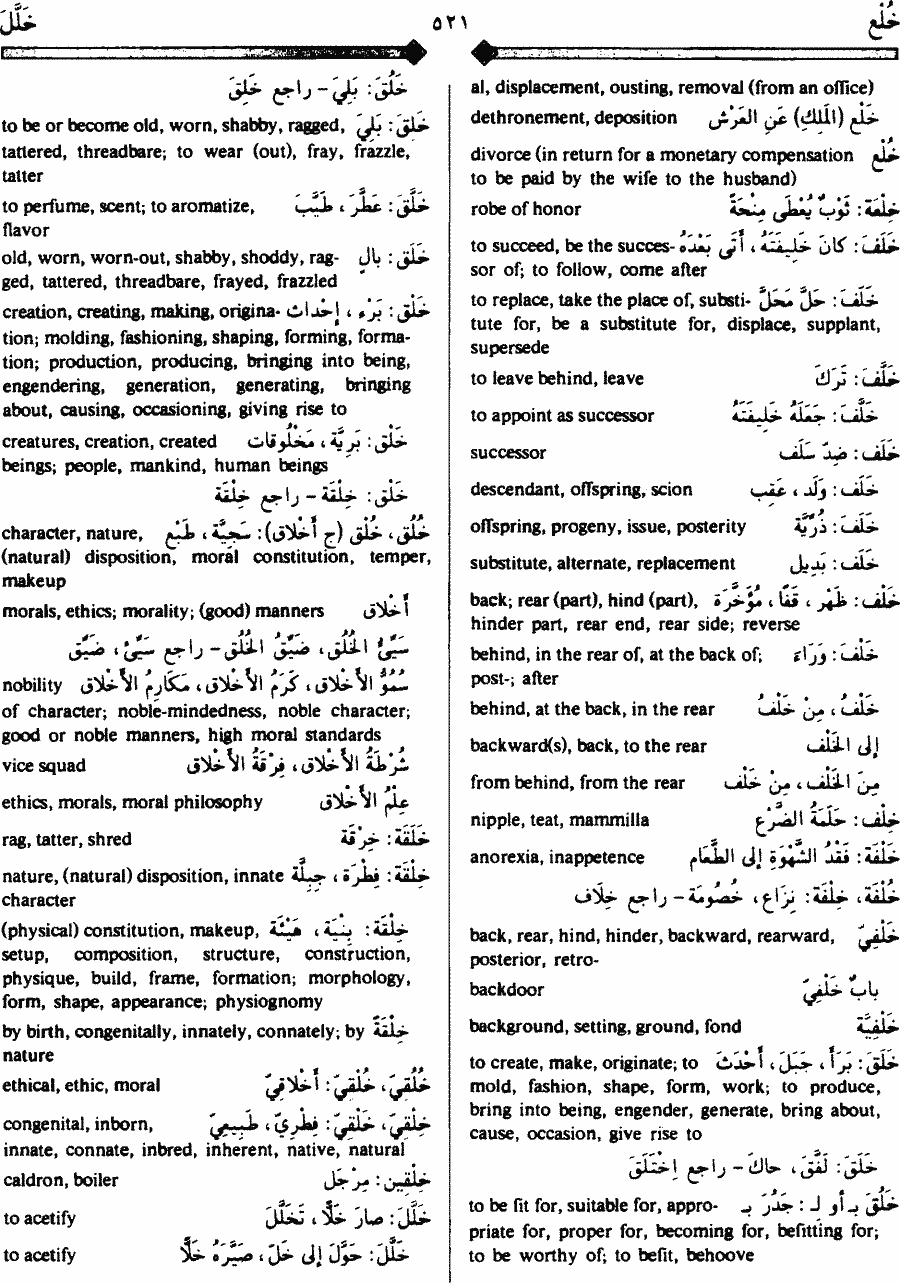 خُلْع ٥٢١ خَلَّلَ
al, displacement, ousting, removal (from an office)
خَلْع (المَلِكِ) عَنِ العَرْش dethronement, deposition
خُلْع divorce (in return for a monetary compensation
to be paid by the wife to the husband)
خِلْعَة: ثَوْبٌ يُعْطَى مِنْحَةً robe of honor
خَلَفَ: كانَ خَلِيفَتَهُ، أَتَى بَعْدَهُ to succeed, be the succes-
sor of; to follow, come after
خَلَفَ: حَلَّ مَحَلَّ to replace, take the place of, substi-
tute for, be a substitute for, displace, supplant,
supersede
خَلَّفَ: تَرَكَ to leave behind, leave
خَلَّفَ: جَعَلَهُ خَلِيفَتَهُ to appoint as successor
خَلَف: ضِدّ سَلَف successor
خَلَف: وَلَد، عَقِب descendant, offspring, scion
خَلَف: ذُرِّيَّة offspring, progeny, issue, posterity
خَلَف: بَدِيل substitute, alternate, replacement
خَلْف: ظَهْر، قَفًا، مُؤَخَّرَة back; rear (part), hind (part),
hinder part, rear end, rear side; reverse
خَلْفَ: وَرَاءَ behind, in the rear of, at the back of;
post-; after
خَلْفُ، مِنْ خَلْفُ behind, at the back, in the rear
إلى الخَلْف backward(s), back, to the rear
مِنَ الخَلْف، مِنْ خَلْف from behind, from the rear
خِلْف: حَلَمَةُ الضَّرْع nipple, teat, mammilla
خَلْفَة: فَقْدُ الشَّهْوَةِ إلى الطَّعَام anorexia, inappetence
خُلْفَة، خِلْفَة: نِزَاع، خُصُومَة - راجع خِلَاف
خَلْفِيّ back, rear, hind, hinder, backward, rearward,
posterior, retro-
بابٌ خَلْفِيّ backdoor
خَلْفِيَّة background, setting, ground, fond
خَلَقَ: بَرَأَ، جَبَلَ، أَحْدَثَ to create, make, originate; to
mold, fashion, shape, form, work; to produce,
bring into being, engender, generate, bring about,
cause, occasion, give rise to
خَلَقَ: لَفَّقَ، حاكَ - راجع اِخْتَلَقَ
خَلُقَ بـ أو لـ : جَدُرَ بـ to be fit for, suitable for, appro-
priate for, proper for, becoming for, befitting for;
to be worthy of; to befit, behoove
خَلُقَ: بَلِيَ - راجع خَلِقَ
خَلِقَ: بَلِيَ to be or become old, worn, shabby, ragged,
tattered, threadbare; to wear (out), fray, frazzle,
tatter
خَلَّقَ: عَطَّرَ، طَيَّبَ to perfume, scent; to aromatize,
flavor
خَلَق: بالٍ old, worn, worn-out, shabby, shoddy, rag-
ged, tattered, threadbare, frayed, frazzled
خَلْق: بَرْء، إحْدَاث creation, creating, making, origina-
tion; molding, fashioning, shaping, forming, forma-
tion; production, producing, bringing into being,
engendering, generation, generating, bringing
about, causing, occasioning, giving rise to
خَلْق: بَرِيَّة، مَخْلُوقات creatures, creation, created
beings; people, mankind, human beings
خَلْق: خِلْقَة - راجع خِلْقَة
خُلُق، خُلْق (ج أَخْلاق): سَجِيَّة، طَبْع character, nature,
(natural) disposition, moral constitution, temper,
makeup
أَخْلاق morals, ethics; morality; (good) manners
سَيِّئُ الخُلُق، ضَيِّقُ الخُلُق - راجع سَيِّئ، ضَيِّق
سُمُوُّ الأَخْلاق، كَرَمُ الأَخْلاق، مَكَارِمُ الأَخْلاق nobility
of character; noble-mindedness, noble character;
good or noble manners, high moral standards
شُرْطَةُ الأَخْلاق، فِرْقَةُ الأَخْلاق vice squad
عِلْمُ الأَخْلاق ethics, morals, moral philosophy
خَلَقَة: خِرْقَة rag, tatter, shred
خِلْقَة: فِطْرَة، جِبِلَّة nature, (natural) disposition, innate
character
خِلْقَة: بِنْيَة، هَيْئَة (physical) constitution, makeup,
setup, composition, structure, construction,
physique, build, frame, formation; morphology,
form, shape, appearance; physiognomy
خِلْقَةً by birth, congenitally, innately, connately; by
nature
خُلُقِيّ، خُلْقِيّ: أَخْلاقِيّ ethical, ethic, moral
خِلْقِيّ، خَلْقِيّ: فِطْرِيّ، طَبِيعِيّ congenital, inborn,
innate, connate, inbred, inherent, native, natural
خَلْقِين: مِرْجَل caldron, boiler
خَلَّلَ: صارَ خَلًّا، تَخَلَّلَ to acetify
خَلَّلَ: حَوَّلَ إلى خَلّ، صَيَّرَهُ خَلًّا to acetify